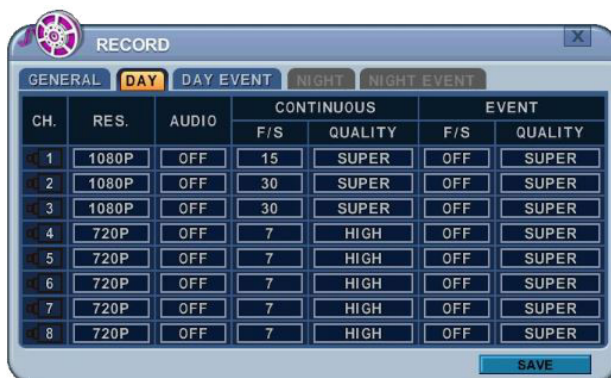 RECORD
X
GENERAL DAY DAY EVENT NIGHT NIGHT EVENT
CH. RES. AUDIO CONTINUOUS EVENT
F/S QUALITY F/S QUALITY
1 1080P OFF 15 SUPER OFF SUPER
2 1080P OFF 30 SUPER OFF SUPER
3 1080P OFF 30 SUPER OFF SUPER
4 720P OFF 7 HIGH OFF SUPER
5 720P OFF 7 HIGH OFF SUPER
6 720P OFF 7 HIGH OFF SUPER
7 720P OFF 7 HIGH OFF SUPER
8 720P OFF 7 HIGH OFF SUPER
SAVE